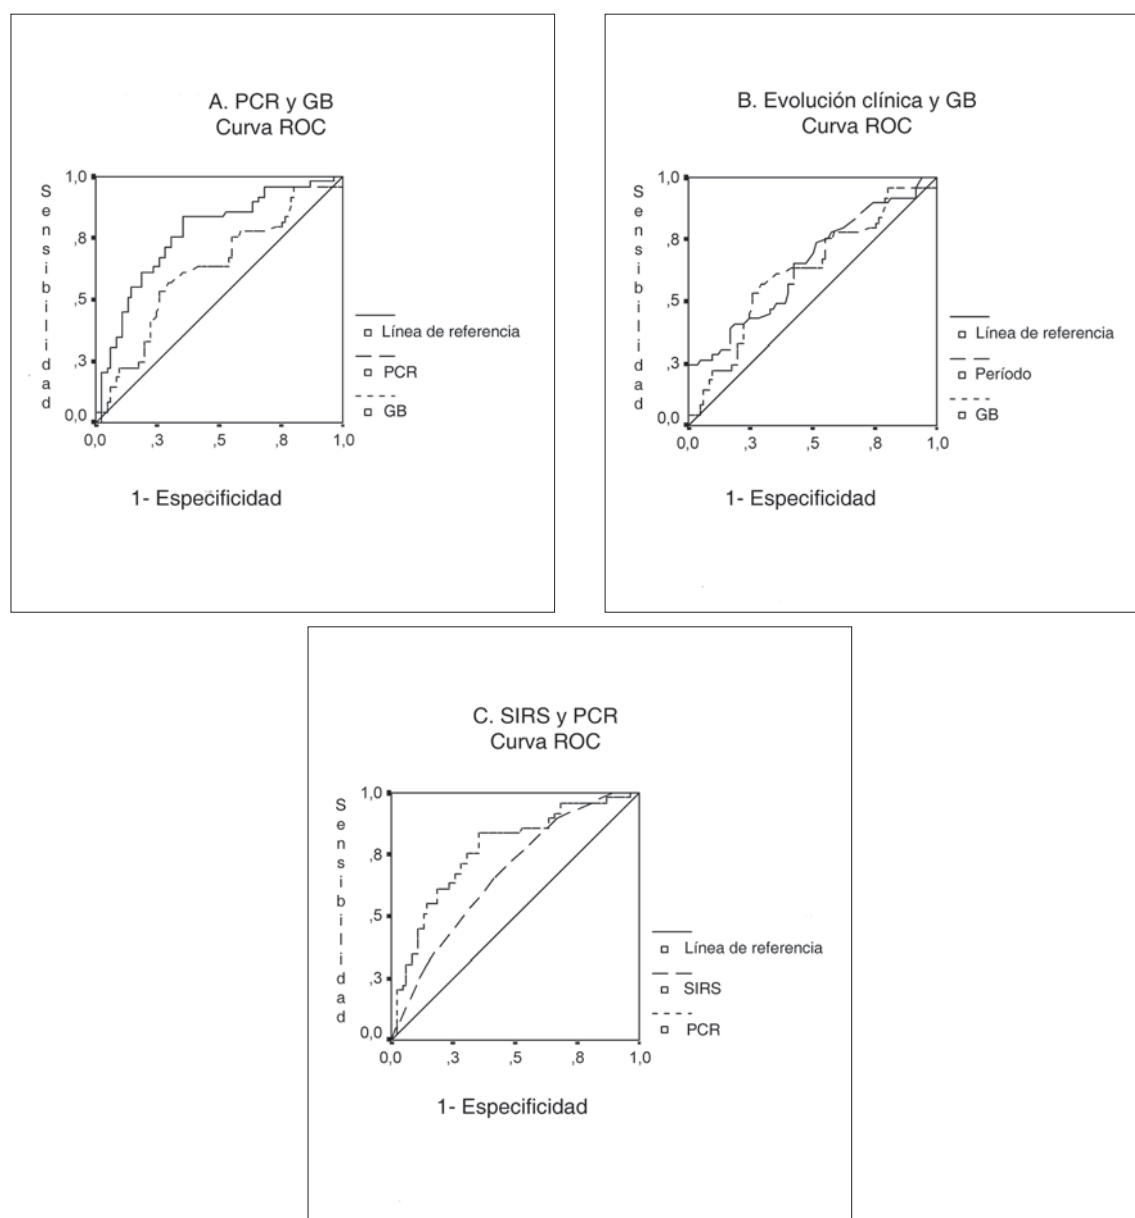 A. PCR y GB
Curva ROC
Sensibilidad
1,0
,8
,5
,3
0,0
0,0 ,3 ,5 ,8 1,0
1- Especificidad
Línea de referencia
PCR
GB
B. Evolución clínica y GB
Curva ROC
Sensibilidad
1,0
,8
,5
,3
0,0
0,0 ,3 ,5 ,8 1,0
1- Especificidad
Línea de referencia
Período
GB
C. SIRS y PCR
Curva ROC
Sensibilidad
1,0
,8
,5
,3
0,0
0,0 ,3 ,5 ,8 1,0
1- Especificidad
Línea de referencia
SIRS
PCR